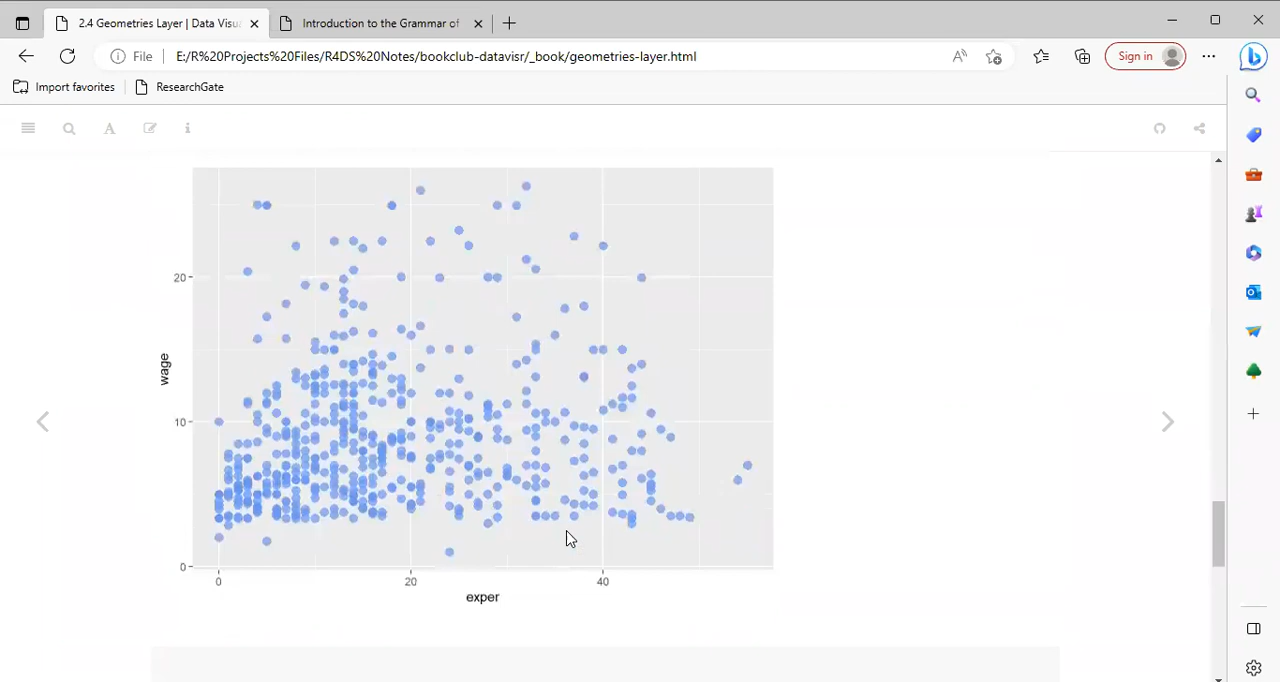 2.4 Geometries Layer | Data Visu
Introduction to the Grammar of
File
E:/R%20Projects%20Files/R4DS%20Notes/bookclub-datavisr/_book/geometries-layer.html
Sign in
Import favorites
ResearchGate
20
wage
10
0
0 20 40
exper